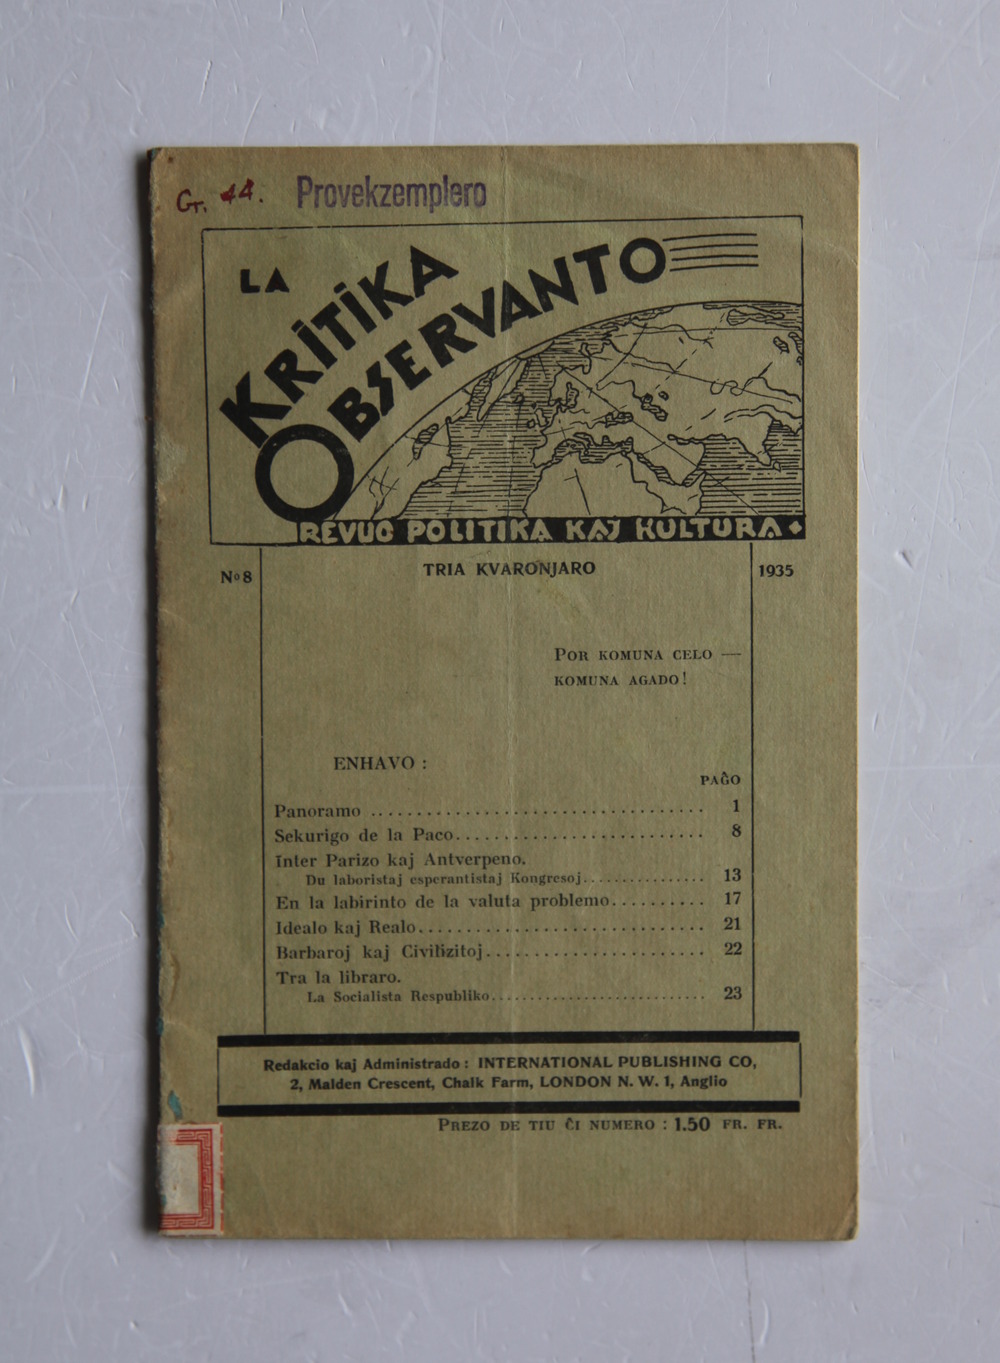 Gr. 44. Provekzemplero
LA
KRITIKA
OBSERVANTO
REVUO POLITIKA KAJ KULTURA
No 8 TRIA KVARONJARO 1935
POR KOMUNA CELO —
KOMUNA AGADO!
ENHAVO :
PAĜO
Panoramo .................................... 1
Sekurigo de la Paco........................... 8
Inter Parizo kaj Antverpeno.
Du laboristaj esperantistaj Kongresoj............... 13
En la labirinto de la valuta problemo.......... 17
Idealo kaj Realo............................... 21
Barbaroj kaj Civilizitoj....................... 22
Tra la libraro.
La Socialista Respubliko.......................... 23
Redakcio kaj Administrado : INTERNATIONAL PUBLISHING CO,
2, Malden Crescent, Chalk Farm, LONDON N. W. 1, Anglio
PREZO DE TIU ĈI NUMERO : 1.50 FR. FR.